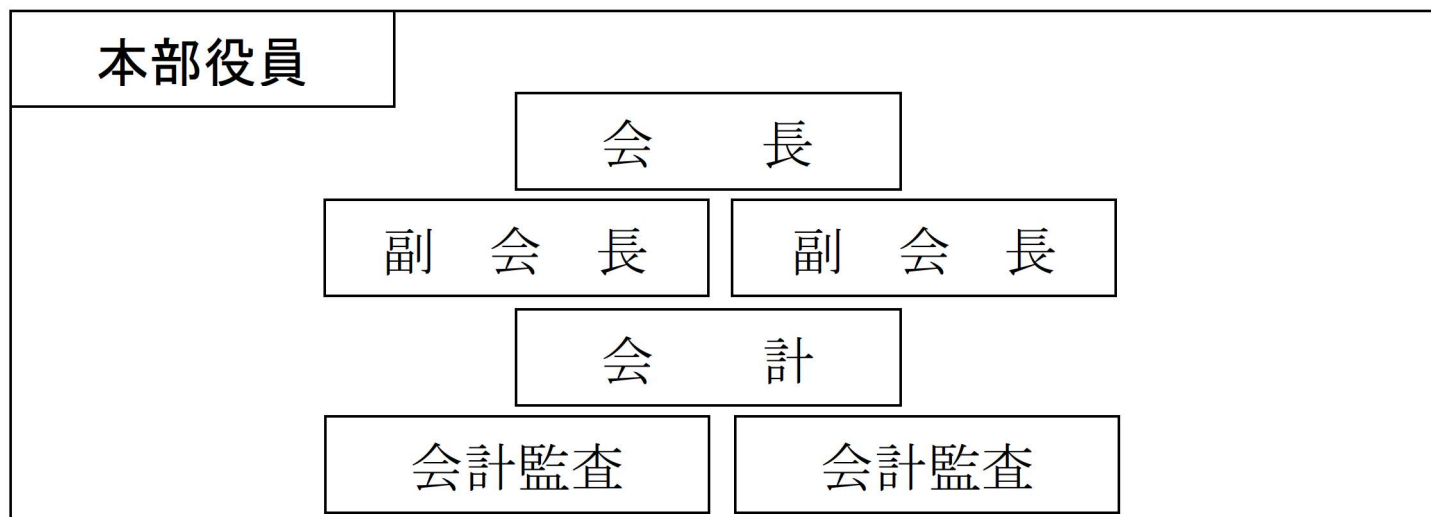 本部役員
会　　長
副　会　長　副　会　長
会　　計
会計監査　会計監査